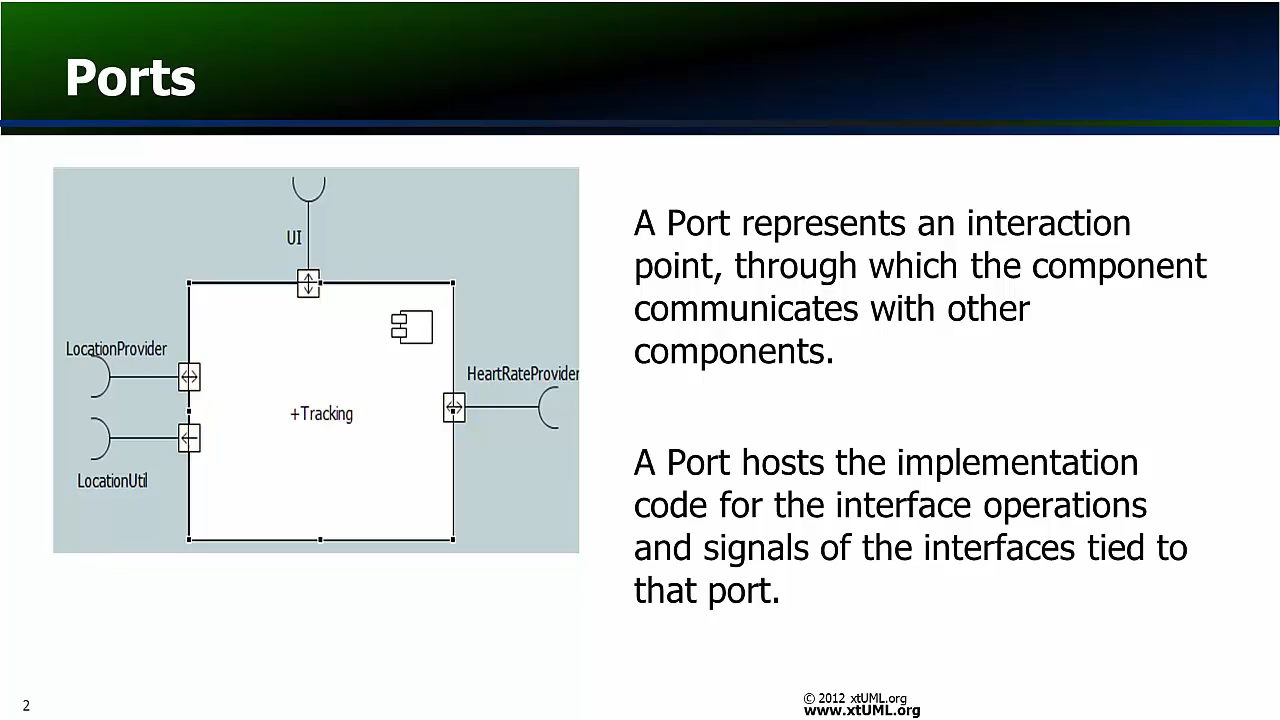 Ports
UI
LocationProvider
HeartRateProvider
+Tracking
LocationUtil
A Port represents an interaction
point, through which the component
communicates with other
components.
A Port hosts the implementation
code for the interface operations
and signals of the interfaces tied to
that port.
2
© 2012 xtUML.org
www.xtUML.org